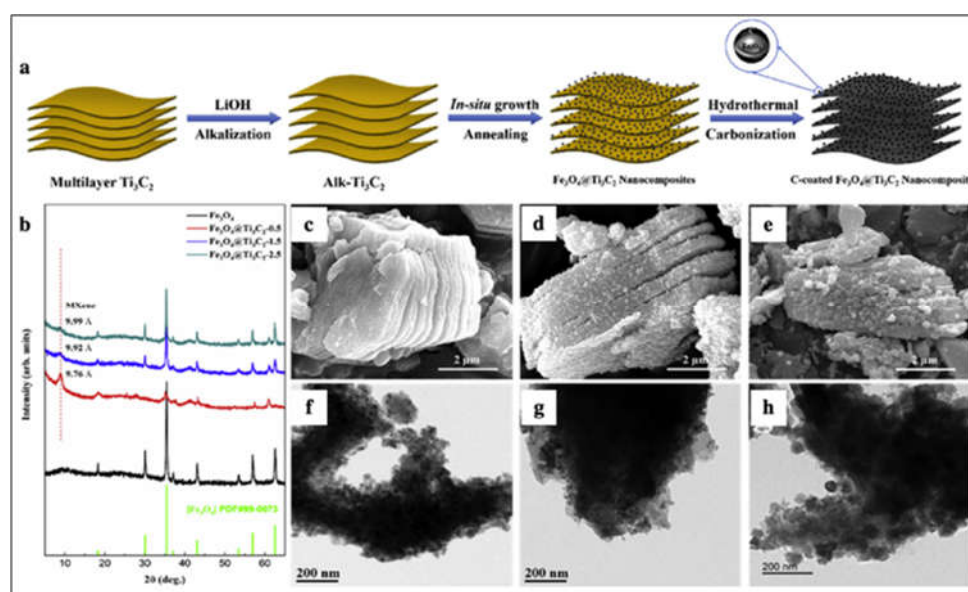 a
LiOH
Alkalization
In-situ growth
Annealing
Hydrothermal
Carbonization
Multilayer Ti₃C₂
Alk-Ti₃C₂
Fe₃O₄@Ti₃C₂ Nanocomposites
C-coated Fe₃O₄@Ti₃C₂ Nanocomposit
b
Fe₃O₄
Fe₃O₄@Ti₃C₂-0.5
Fe₃O₄@Ti₃C₂-1.5
Fe₃O₄@Ti₃C₂-2.5
MXene
9.99 Å
9.92 Å
9.76 Å
Intensity (arb. units)
[Fe₃O₄]
10 20 30 40 50 60
2θ (deg.)
c
2 μm
d
2 μm
e
2 μm
f
200 nm
g
200 nm
h
200 nm